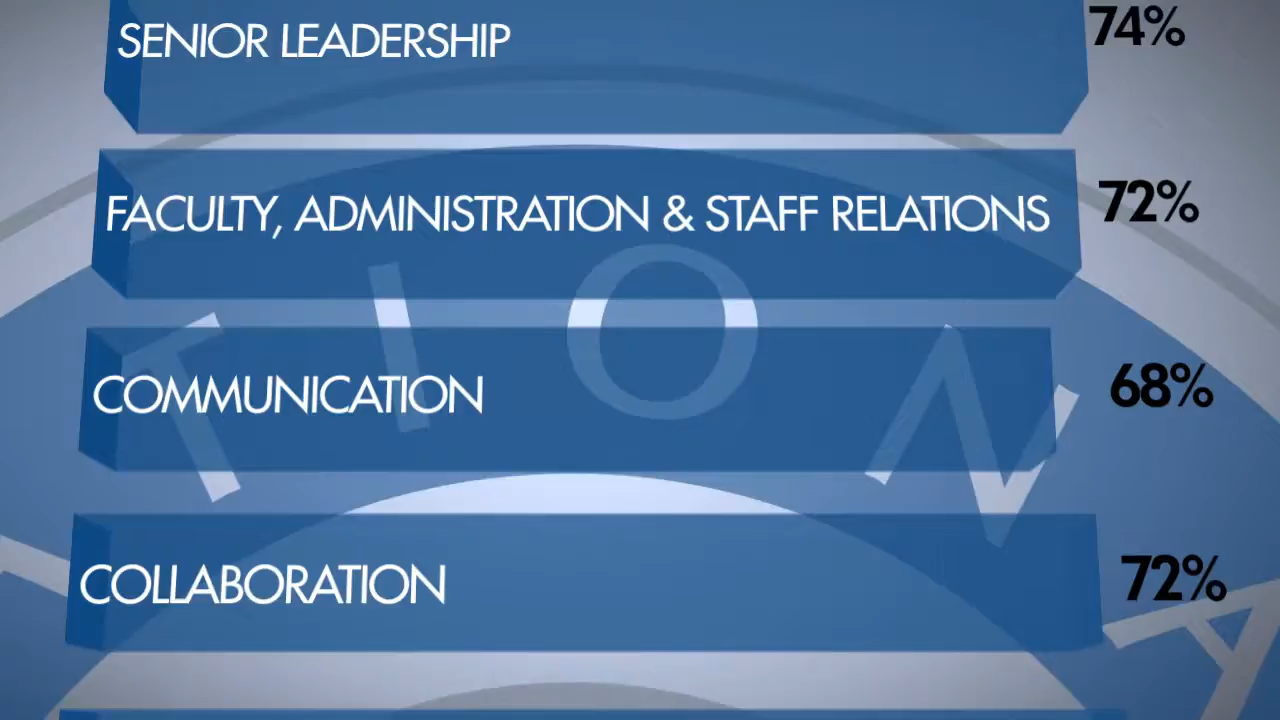 SENIOR LEADERSHIP 74%
FACULTY, ADMINISTRATION & STAFF RELATIONS 72%
COMMUNICATION 68%
COLLABORATION 72%
T I O N A